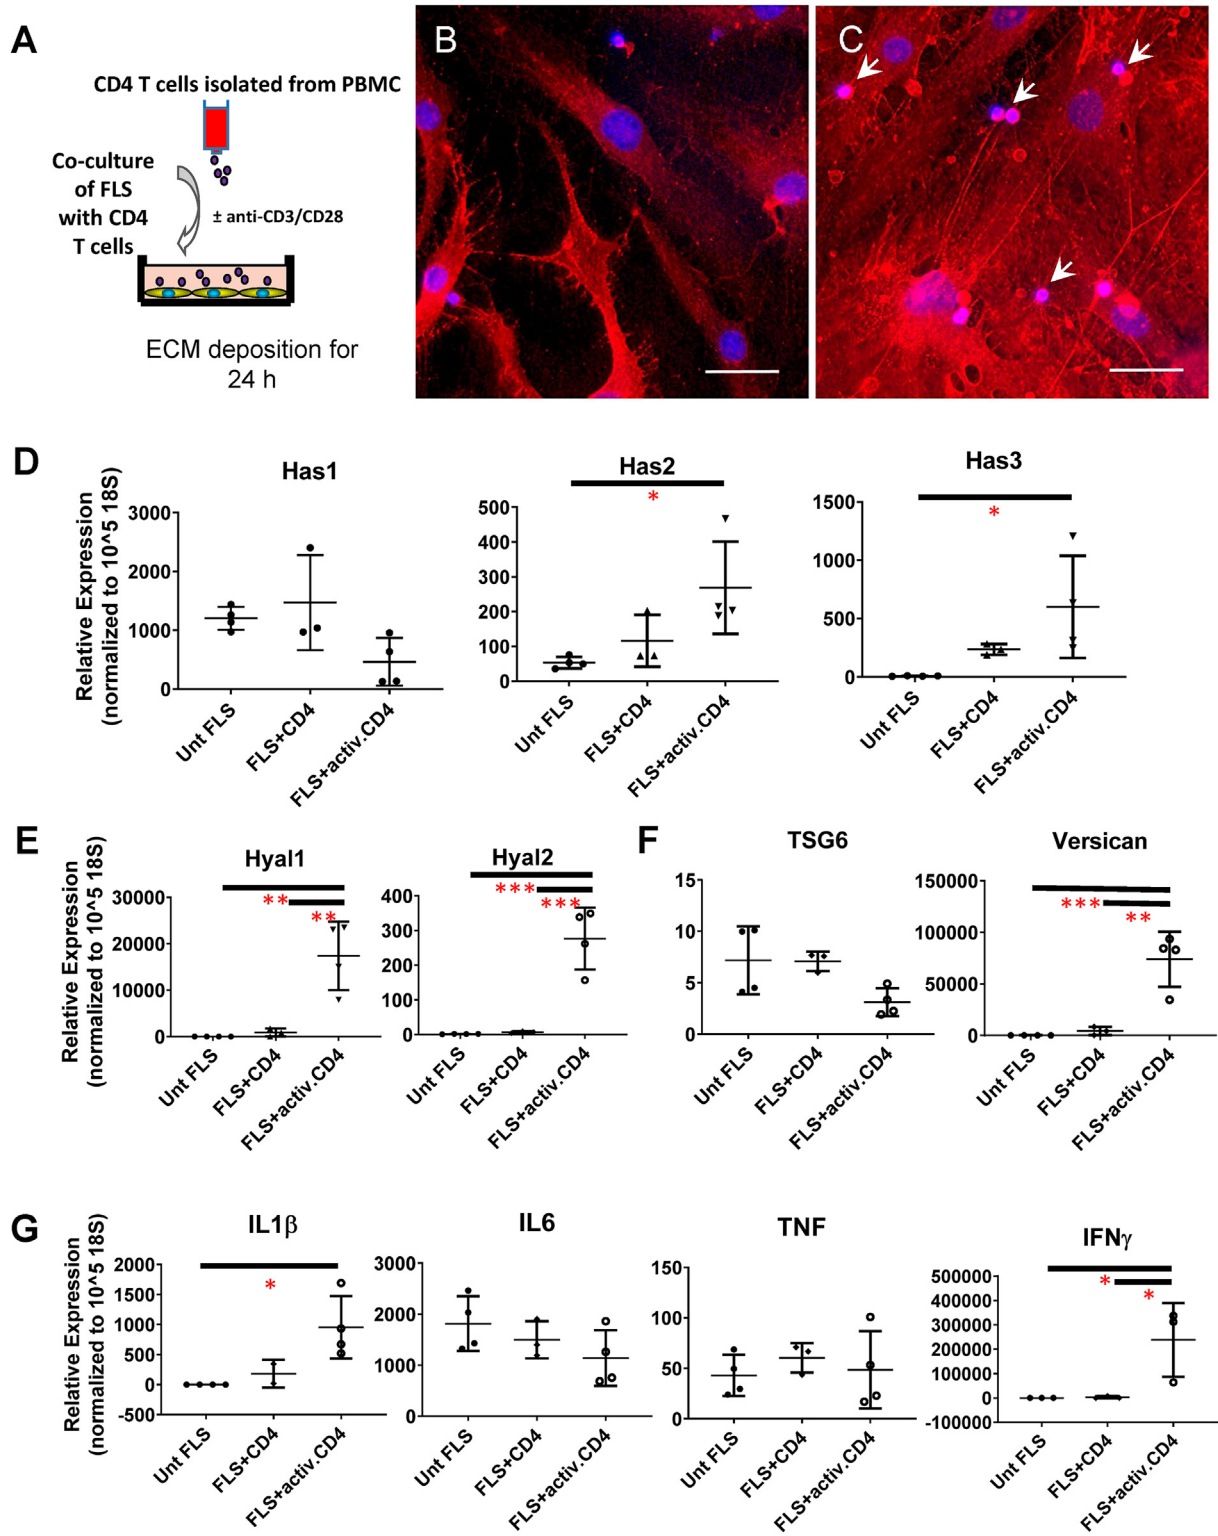 A
CD4 T cells isolated from PBMC
Co-culture
of FLS
with CD4
T cells
± anti-CD3/CD28
ECM deposition for
24 h
B
C
D
Relative Expression
(normalized to 10^5 18S)
Has1
3000
2000
1000
0
Unt FLS
FLS+CD4
FLS+activ.CD4
Has2
*
500
400
300
200
100
0
Unt FLS
FLS+CD4
FLS+activ.CD4
Has3
*
1500
1000
500
0
Unt FLS
FLS+CD4
FLS+activ.CD4
E
Relative Expression
(normalized to 10^5 18S)
Hyal1
**
**
30000
20000
10000
0
Unt FLS
FLS+CD4
FLS+activ.CD4
Hyal2
***
***
400
300
200
100
0
Unt FLS
FLS+CD4
FLS+activ.CD4
F
TSG6
15
10
5
0
Unt FLS
FLS+CD4
FLS+activ.CD4
Versican
***
**
150000
100000
50000
0
Unt FLS
FLS+CD4
FLS+activ.CD4
G
Relative Expression
(normalized to 10^5 18S)
IL1β
*
2000
1500
1000
500
0
-500
Unt FLS
FLS+CD4
FLS+activ.CD4
IL6
3000
2000
1000
0
Unt FLS
FLS+CD4
FLS+activ.CD4
TNF
150
100
50
0
Unt FLS
FLS+CD4
FLS+activ.CD4
IFNγ
*
*
500000
400000
300000
200000
100000
0
-100000
Unt FLS
FLS+CD4
FLS+activ.CD4